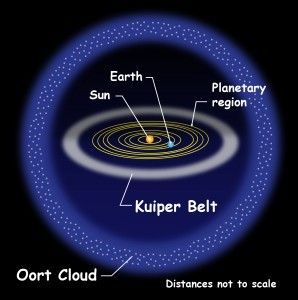 Earth
Sun
Planetary
region
Kuiper Belt
Oort Cloud
Distances not to scale